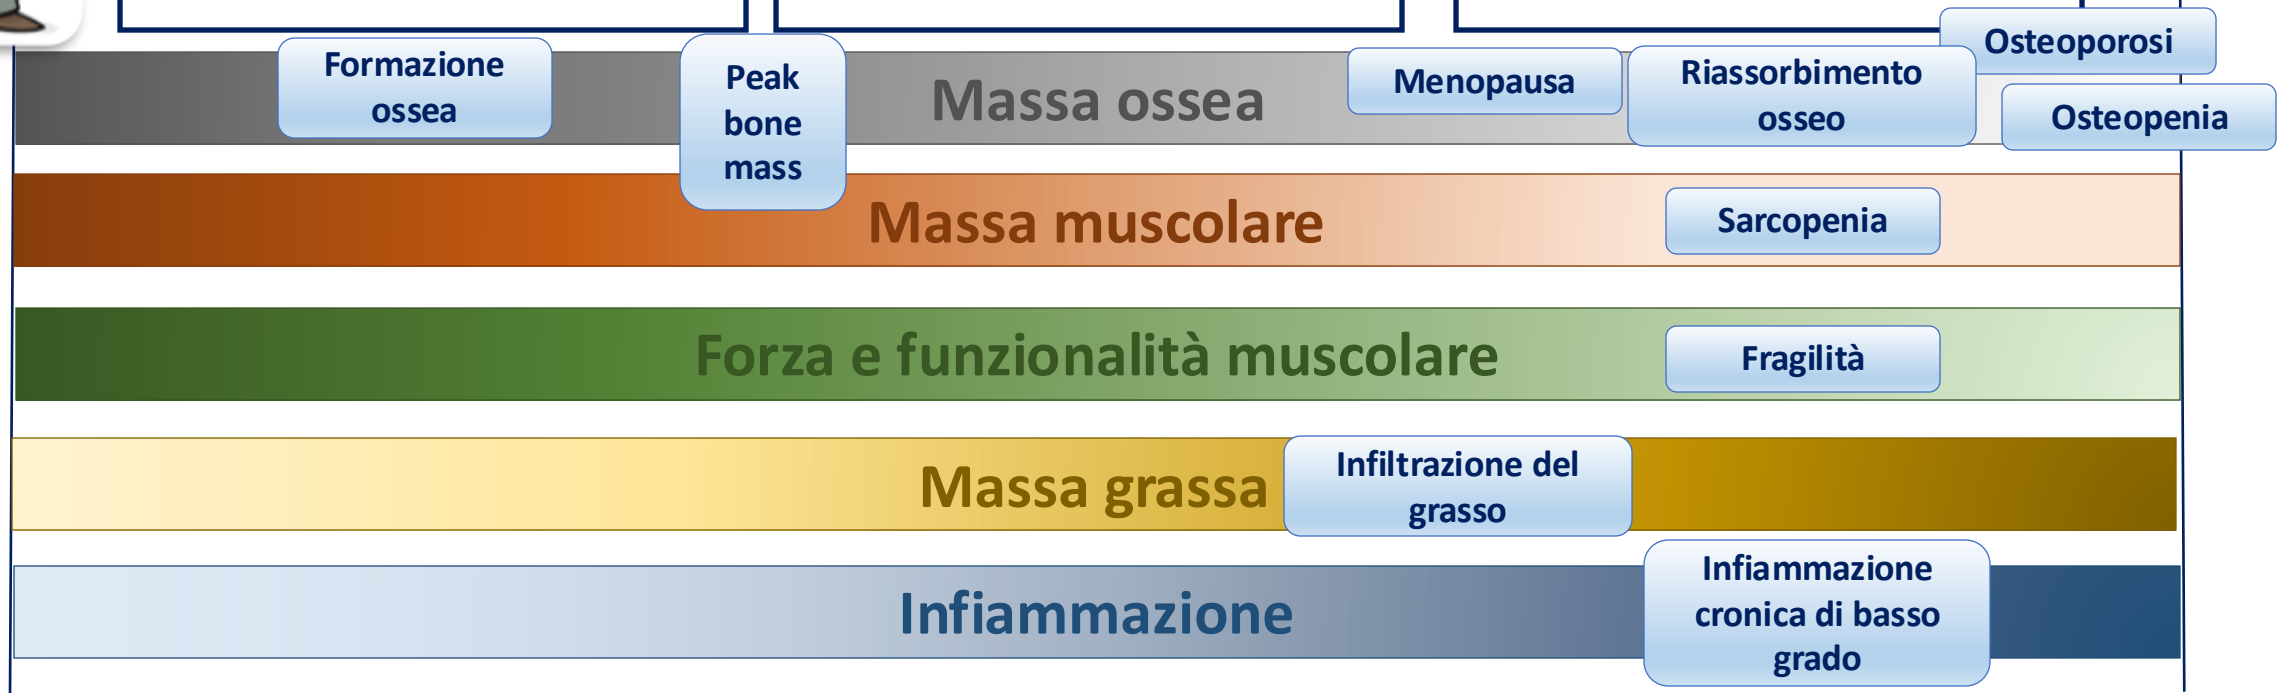 Formazione
ossea
Peak
bone
mass
Massa ossea
Menopausa
Riassorbimento
osseo
Osteoporosi
Osteopenia
Massa muscolare
Sarcopenia
Forza e funzionalità muscolare
Fragilità
Massa grassa
Infiltrazione del
grasso
Infiammazione
Infiammazione
cronica di basso
grado